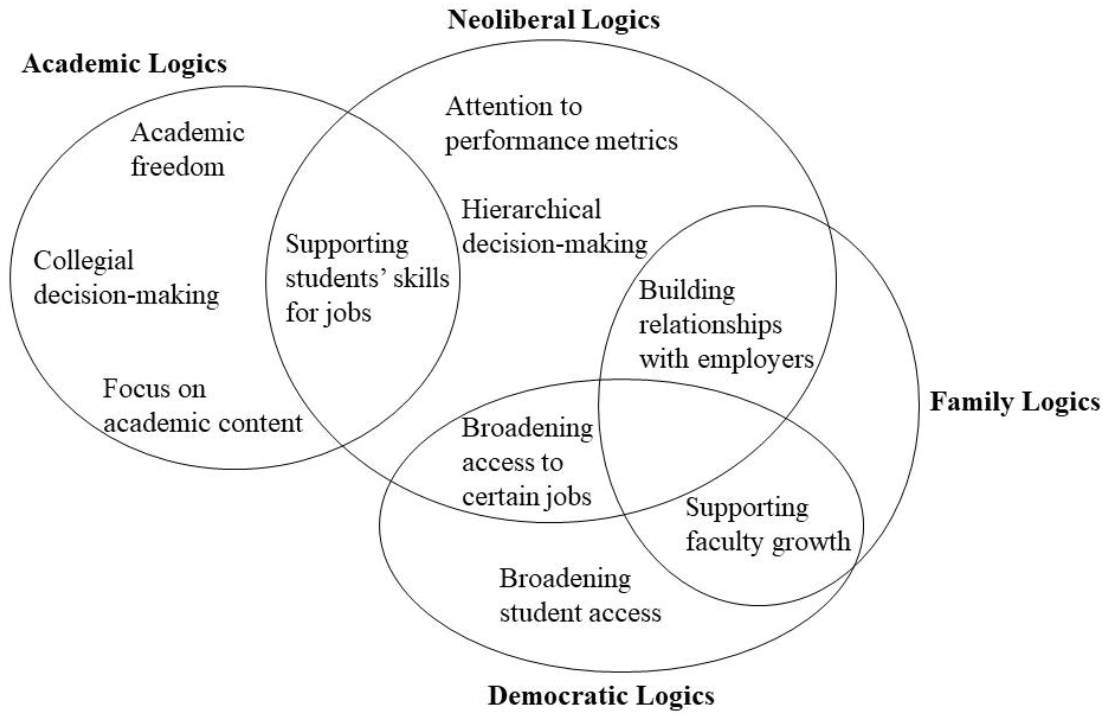 Neoliberal Logics
Academic Logics
Academic
freedom
Attention to
performance metrics
Hierarchical
decision-making
Collegial
decision-making
Supporting
students’ skills
for jobs
Building
relationships
with employers
Focus on
academic content
Family Logics
Broadening
access to
certain jobs
Supporting
faculty growth
Broadening
student access
Democratic Logics